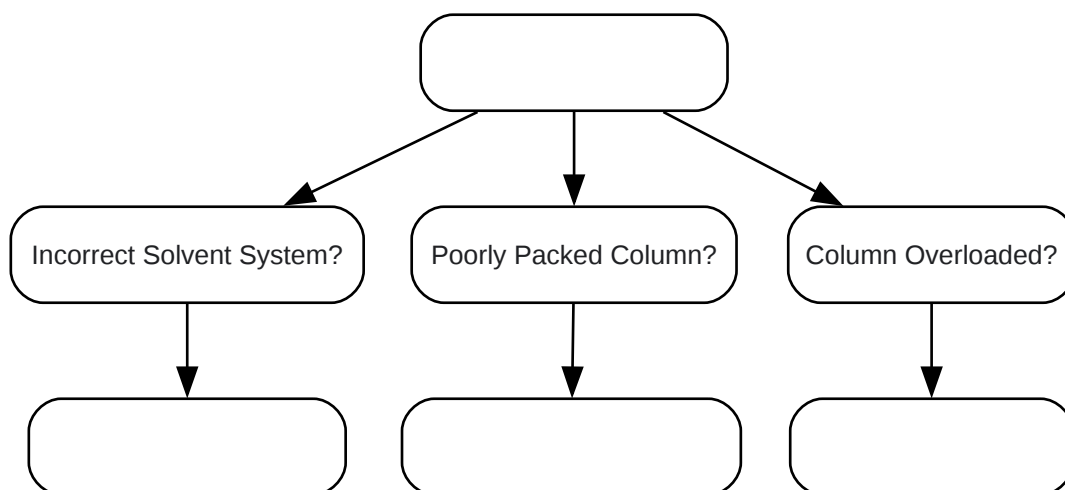 Incorrect Solvent System?
Poorly Packed Column?
Column Overloaded?